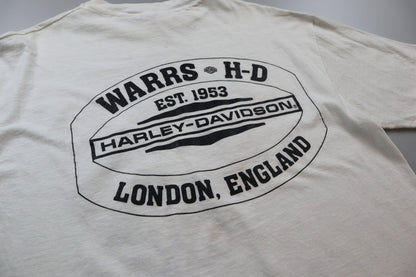 WARRS H-D
EST. 1953
HARLEY-DAVIDSON
LONDON, ENGLAND